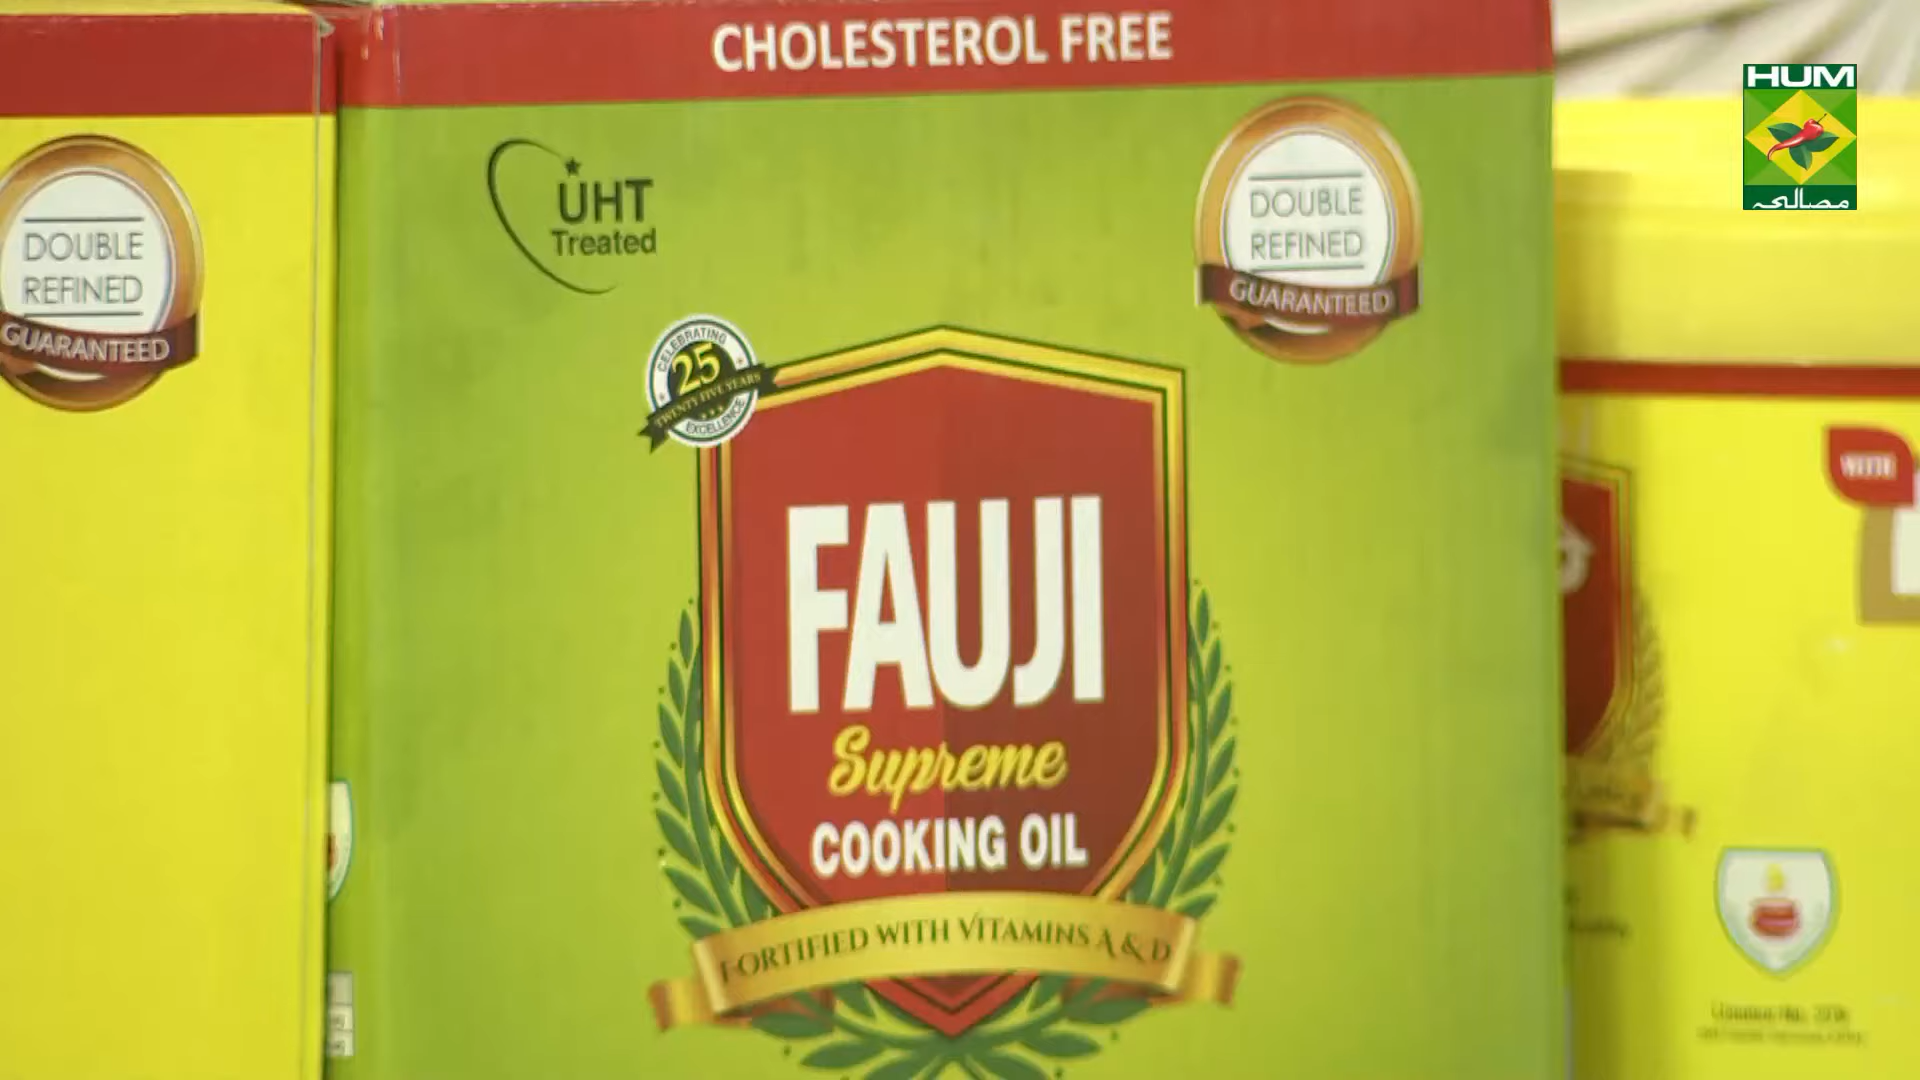 CHOLESTEROL FREE
HUM
مصالحہ
UHT
Treated
DOUBLE
REFINED
GUARANTEED
DOUBLE
REFINED
GUARANTEED
CELEBRATING
25
TWENTY FIVE YEARS
EXCELLENCE
WITH
FAUJI
Supreme
COOKING OIL
FORTIFIED WITH VITAMINS A & D